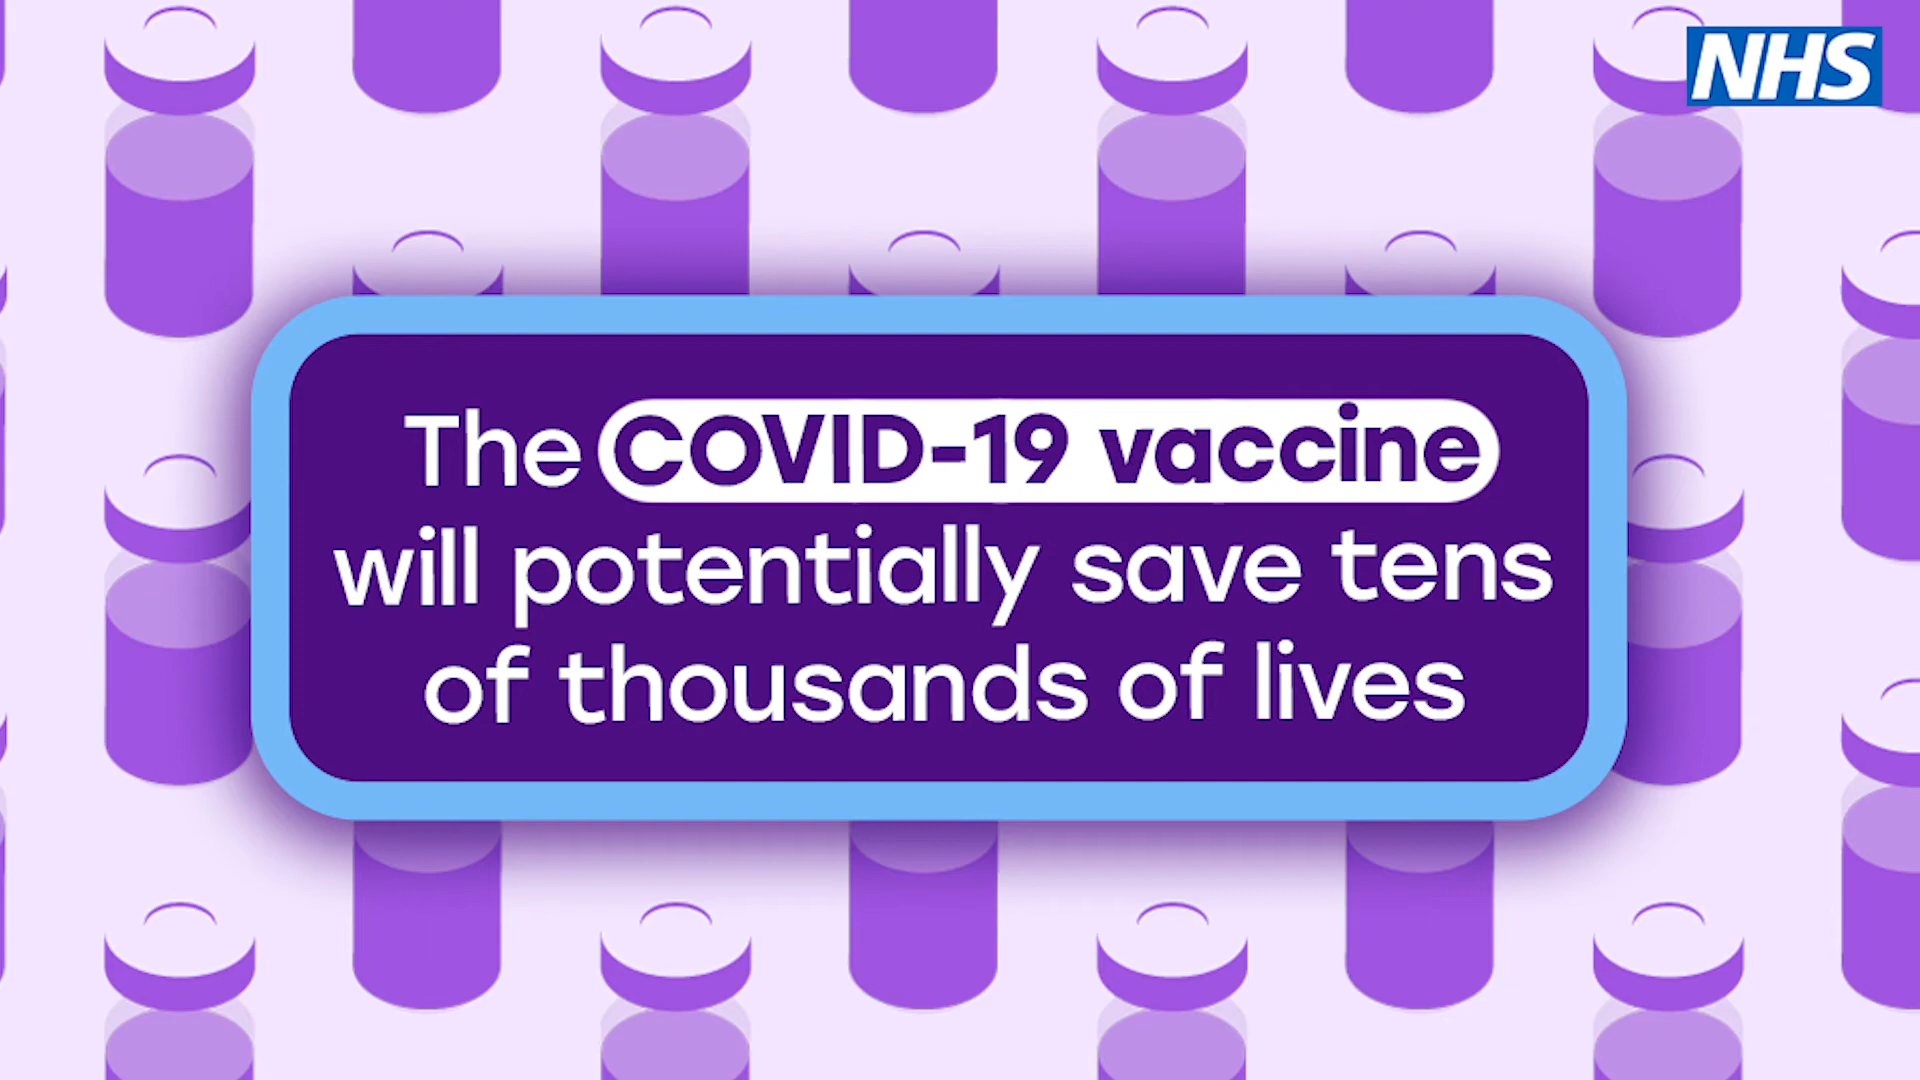 NHS
The COVID-19 vaccine
will potentially save tens
of thousands of lives